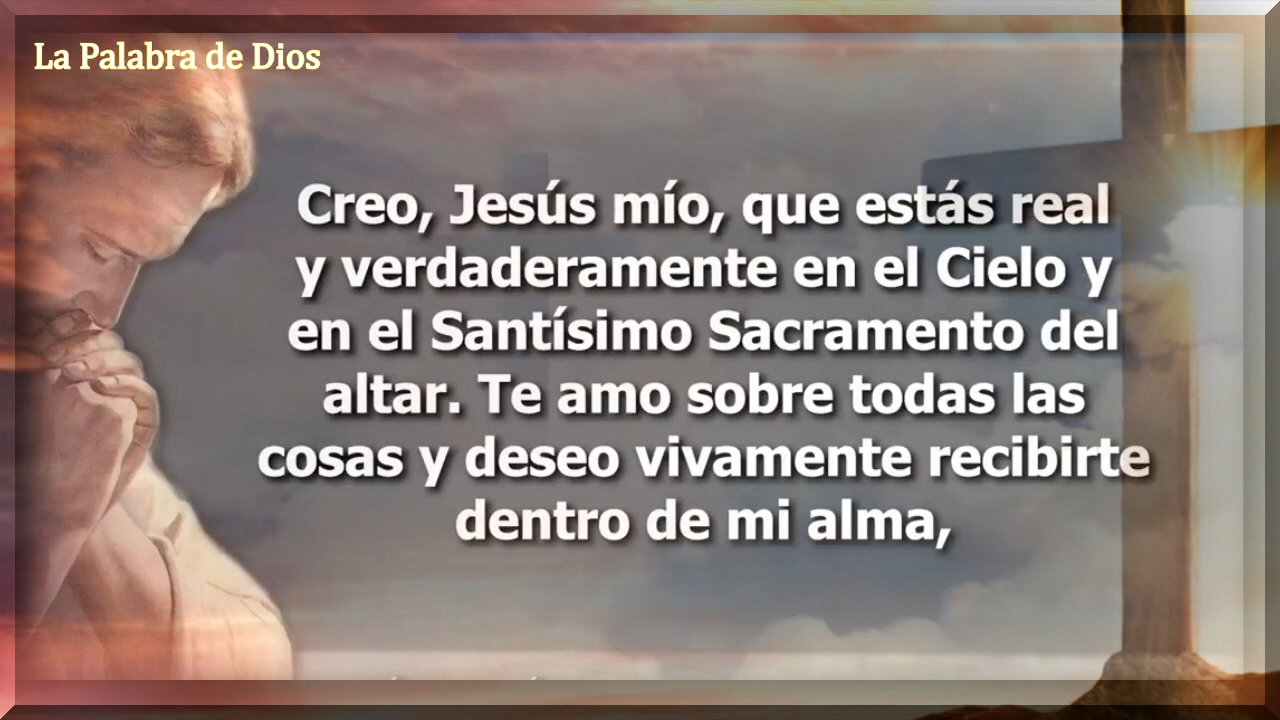 La Palabra de Dios
Creo, Jesús mío, que estás real
y verdaderamente en el Cielo y
en el Santísimo Sacramento del
altar. Te amo sobre todas las
cosas y deseo vivamente recibirte
dentro de mi alma,